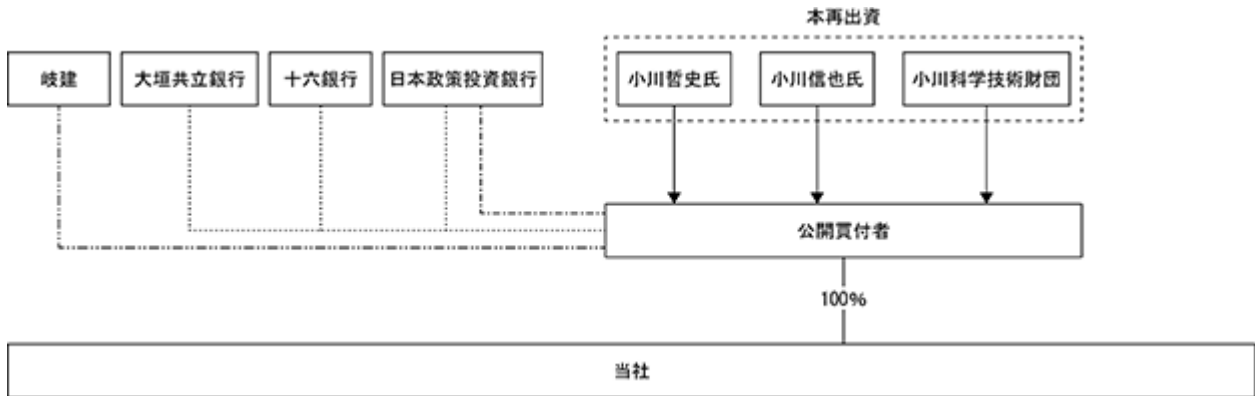 本再出資
岐建
大垣共立銀行
十六銀行
日本政策投資銀行
小川哲史氏
小川信也氏
小川科学技術財団
公開買付者
100%
当社